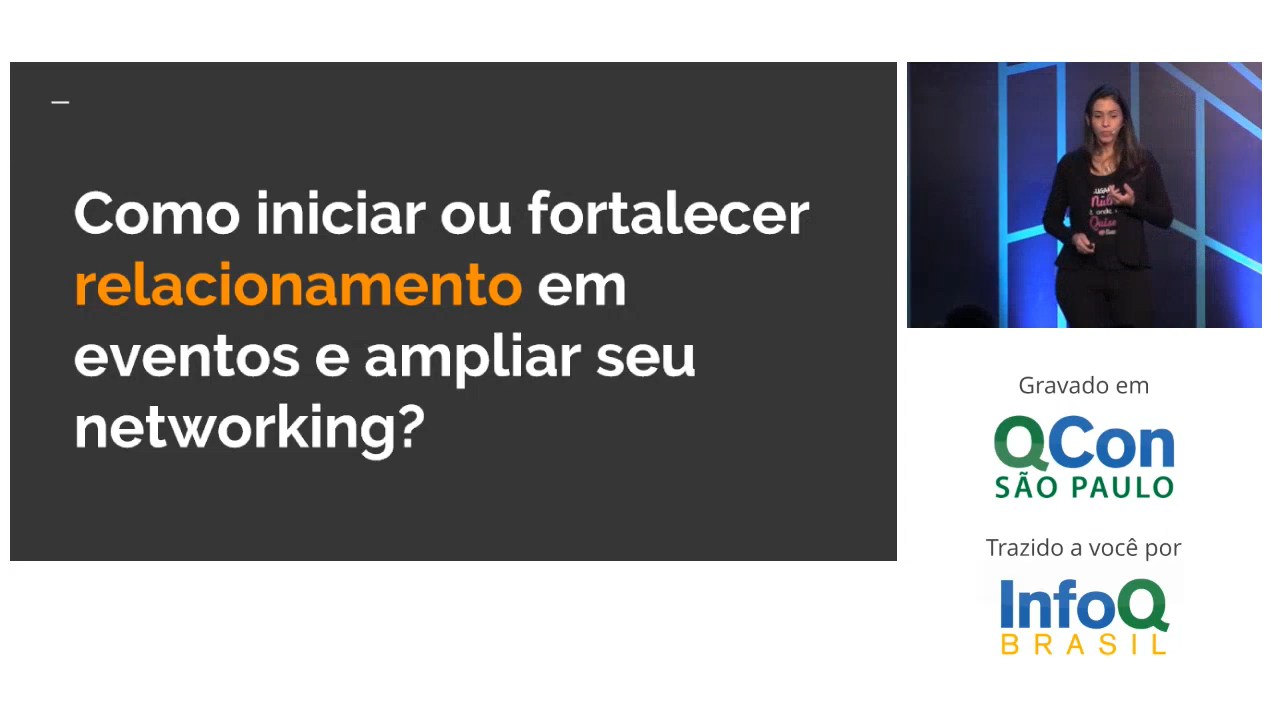 Como iniciar ou fortalecer
relacionamento em
eventos e ampliar seu
networking?
Gravado em
QCon
SÃO PAULO
Trazido a você por
InfoQ
BRASIL